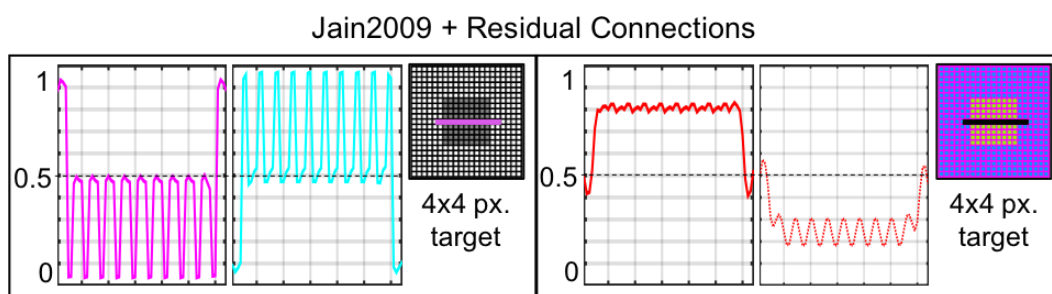 Jain2009 + Residual Connections
1
0.5
0
4x4 px.
target
1
0.5
0
4x4 px.
target